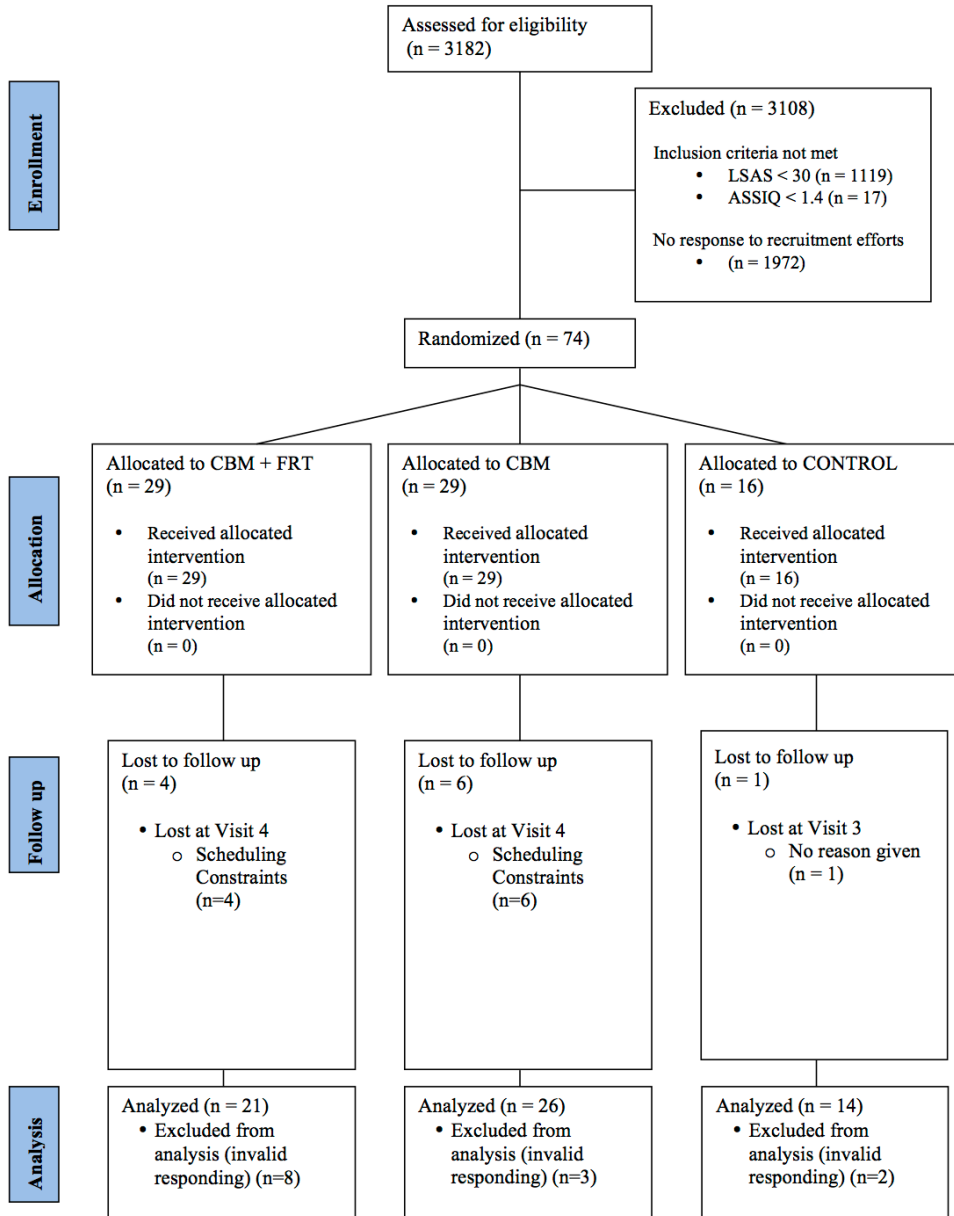 Assessed for eligibility
(n = 3182)
Enrollment
Excluded (n = 3108)
Inclusion criteria not met
• LSAS < 30 (n = 1119)
• ASSIQ < 1.4 (n = 17)
No response to recruitment efforts
• (n = 1972)
Randomized (n = 74)
Allocation
Allocated to CBM + FRT
(n = 29)
• Received allocated
intervention
(n = 29)
• Did not receive allocated
intervention
(n = 0)
Allocated to CBM
(n = 29)
• Received allocated
intervention
(n = 29)
• Did not receive allocated
intervention
(n = 0)
Allocated to CONTROL
(n = 16)
• Received allocated
intervention
(n = 16)
• Did not receive allocated
intervention
(n = 0)
Follow up
Lost to follow up
(n = 4)
• Lost at Visit 4
o Scheduling
Constraints
(n=4)
Lost to follow up
(n = 6)
• Lost at Visit 4
o Scheduling
Constraints
(n=6)
Lost to follow up
(n = 1)
• Lost at Visit 3
o No reason given
(n = 1)
Analysis
Analyzed (n = 21)
• Excluded from
analysis (invalid
responding) (n=8)
Analyzed (n = 26)
• Excluded from
analysis (invalid
responding) (n=3)
Analyzed (n = 14)
• Excluded from
analysis (invalid
responding) (n=2)